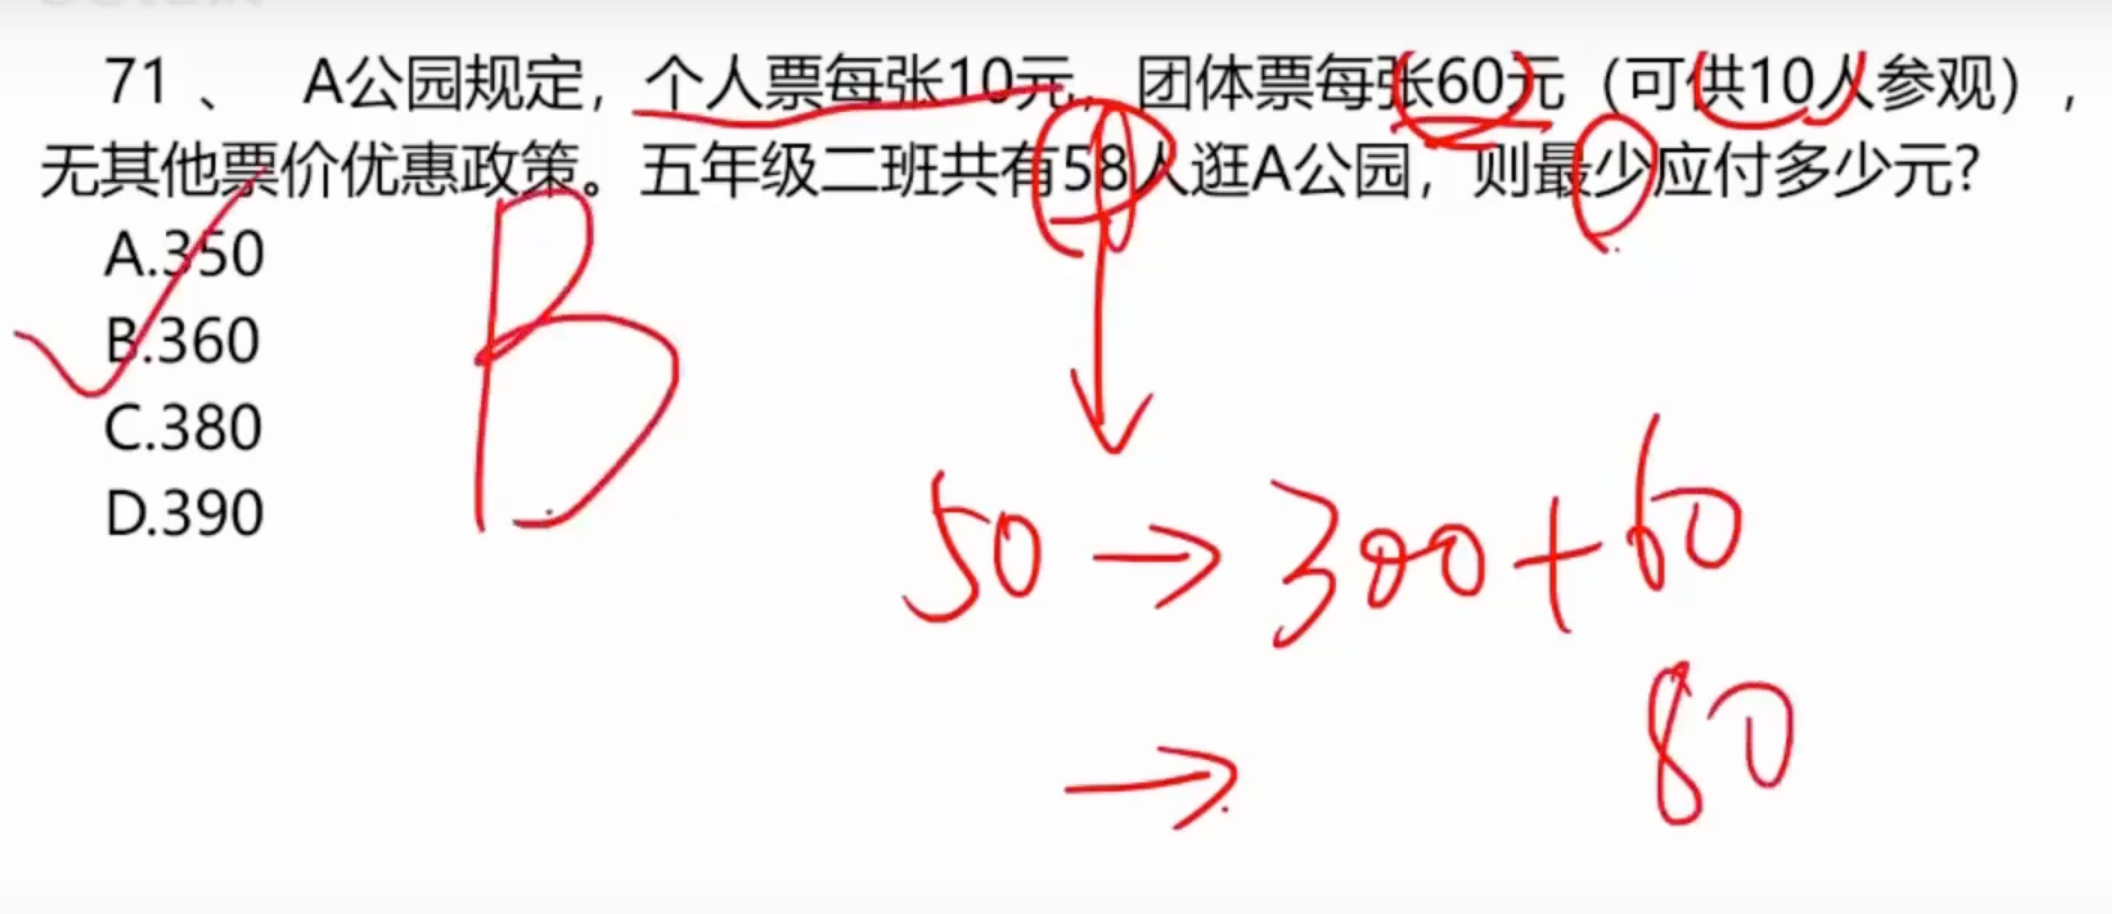 71、 A公园规定，个人票每张10元，团体票每张60元（可供10人参观），
无其他票价优惠政策。五年级二班共有58人逛A公园，则最少应付多少元？
A.350
B.360
C.380
D.390
B
50→300+60
→ 80